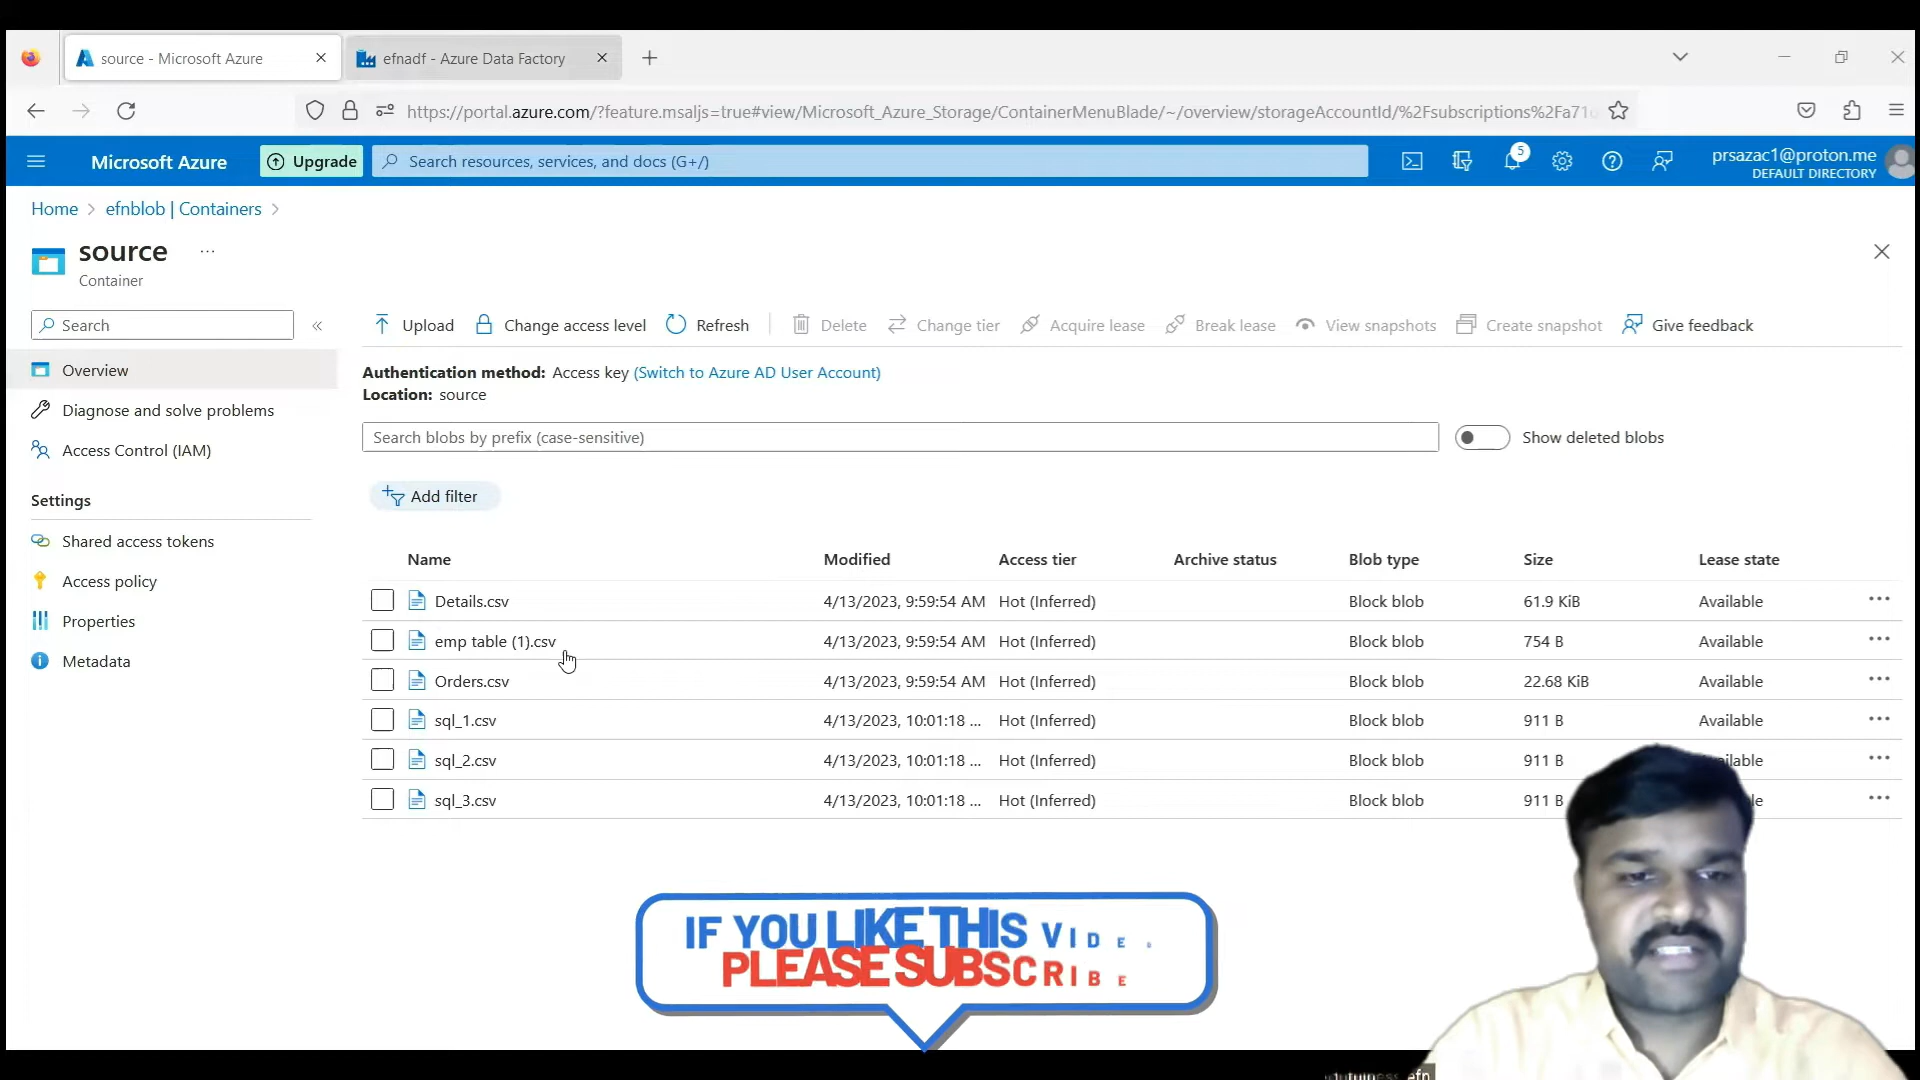 source - Microsoft Azure
efnadf - Azure Data Factory
https://portal.azure.com/?feature.msaljs=true#view/Microsoft_Azure_Storage/ContainerMenuBlade/~/overview/storageAccountId/%2Fsubscriptions%2Fa71
Microsoft Azure
Upgrade
Search resources, services, and docs (G+/)
5
prsazac1@proton.me
DEFAULT DIRECTORY
Home > efnblob | Containers >
source ...
Container
Search
«
Overview
Diagnose and solve problems
Access Control (IAM)
Settings
Shared access tokens
Access policy
Properties
Metadata
Upload Change access level Refresh Delete Change tier Acquire lease Break lease View snapshots Create snapshot Give feedback
Authentication method: Access key (Switch to Azure AD User Account)
Location: source
Search blobs by prefix (case-sensitive)
Show deleted blobs
Add filter
Name Modified Access tier Archive status Blob type Size Lease state
Details.csv 4/13/2023, 9:59:54 AM Hot (Inferred) Block blob 61.9 KiB Available ...
emp table (1).csv 4/13/2023, 9:59:54 AM Hot (Inferred) Block blob 754 B Available ...
Orders.csv 4/13/2023, 9:59:54 AM Hot (Inferred) Block blob 22.68 KiB Available ...
sql_1.csv 4/13/2023, 10:01:18 ... Hot (Inferred) Block blob 911 B Available ...
sql_2.csv 4/13/2023, 10:01:18 ... Hot (Inferred) Block blob 911 B ...
sql_3.csv 4/13/2023, 10:01:18 ... Hot (Inferred) Block blob 911 B ...
IF YOU LIKE THIS VIDE
PLEASE SUBSCRIBE